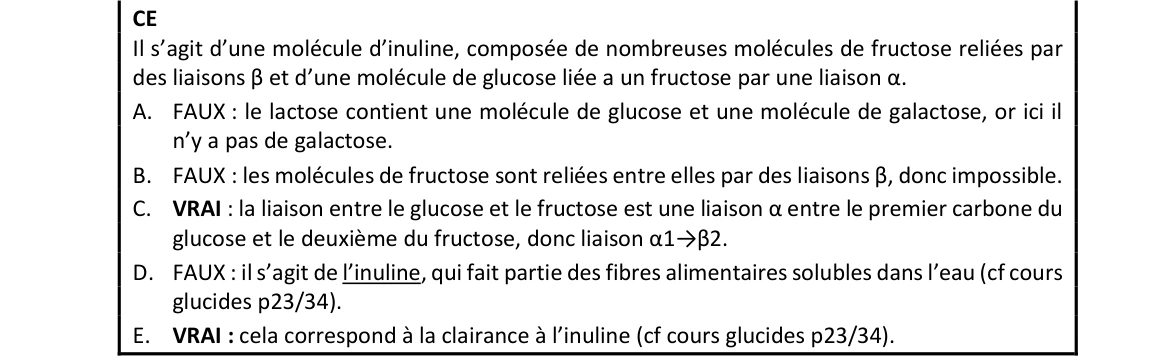 CE
Il s’agit d’une molécule d’inuline, composée de nombreuses molécules de fructose reliées par
des liaisons β et d’une molécule de glucose liée a un fructose par une liaison α.
A. FAUX : le lactose contient une molécule de glucose et une molécule de galactose, or ici il
n’y a pas de galactose.
B. FAUX : les molécules de fructose sont reliées entre elles par des liaisons β, donc impossible.
C. VRAI : la liaison entre le glucose et le fructose est une liaison α entre le premier carbone du
glucose et le deuxième du fructose, donc liaison α1→β2.
D. FAUX : il s’agit de l’inuline, qui fait partie des fibres alimentaires solubles dans l’eau (cf cours
glucides p23/34).
E. VRAI : cela correspond à la clairance à l’inuline (cf cours glucides p23/34).